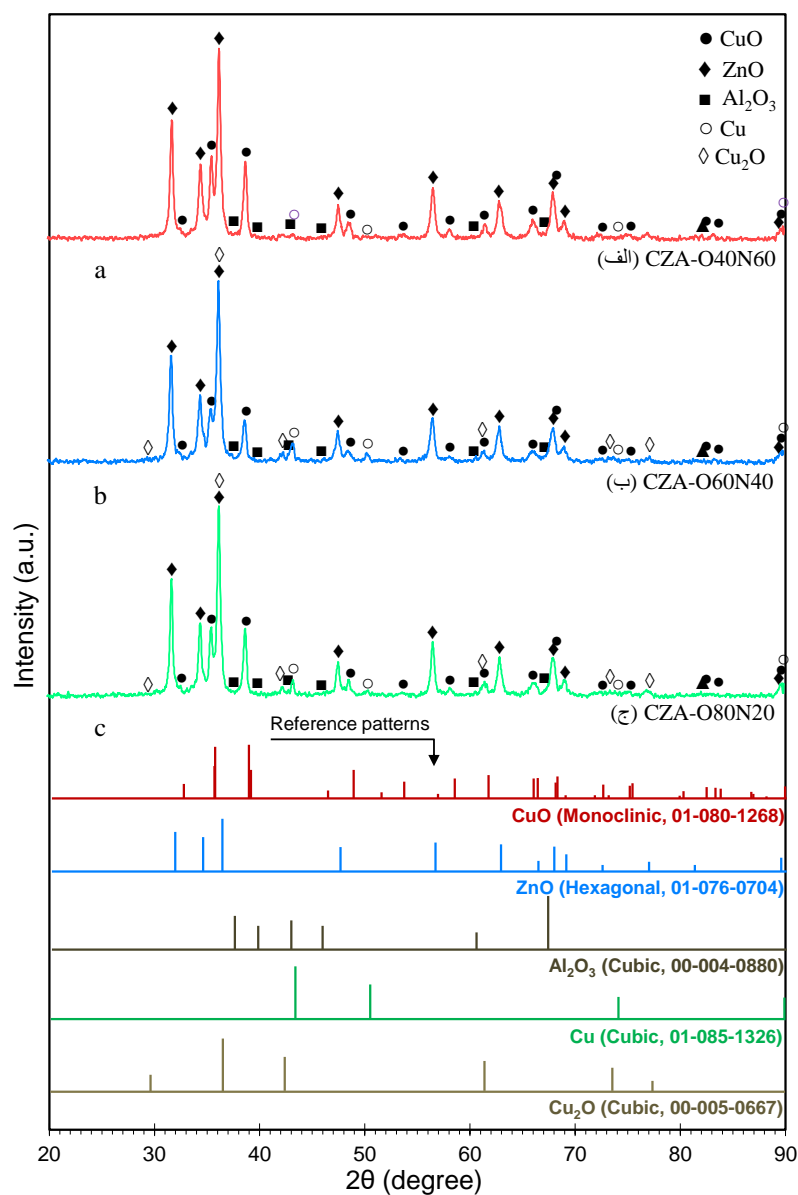 CuO
ZnO
Al₂O₃
Cu
Cu₂O
a
(الف) CZA-O40N60
b
(ب) CZA-O60N40
c
(ج) CZA-O80N20
Reference patterns
CuO (Monoclinic, 01-080-1268)
ZnO (Hexagonal, 01-076-0704)
Al₂O₃ (Cubic, 00-004-0880)
Cu (Cubic, 01-085-1326)
Cu₂O (Cubic, 00-005-0667)
20 30 40 50 60 70 80 90
2θ (degree)
Intensity (a.u.)